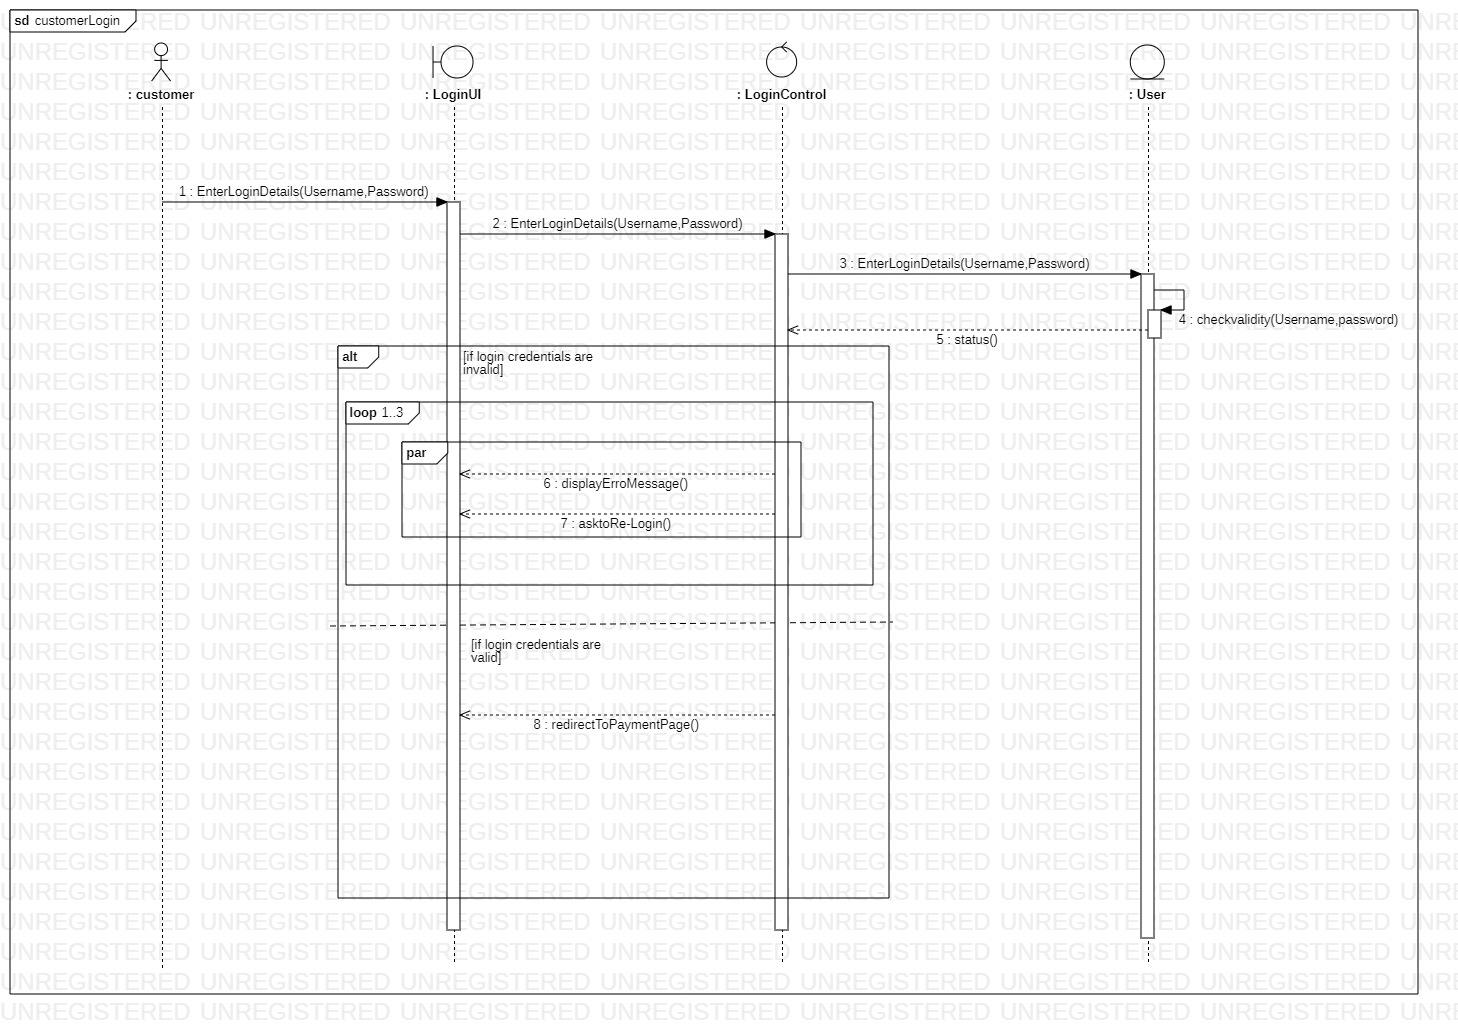 sd customerLogin
: customer
: LoginUI
: LoginControl
: User
1 : EnterLoginDetails(Username,Password)
2 : EnterLoginDetails(Username,Password)
3 : EnterLoginDetails(Username,Password)
4 : checkvalidity(Username,password)
5 : status()
alt
[if login credentials are
invalid]
loop 1..3
par
6 : displayErroMessage()
7 : asktoRe-Login()
[if login credentials are
valid]
8 : redirectToPaymentPage()
UNREGISTERED